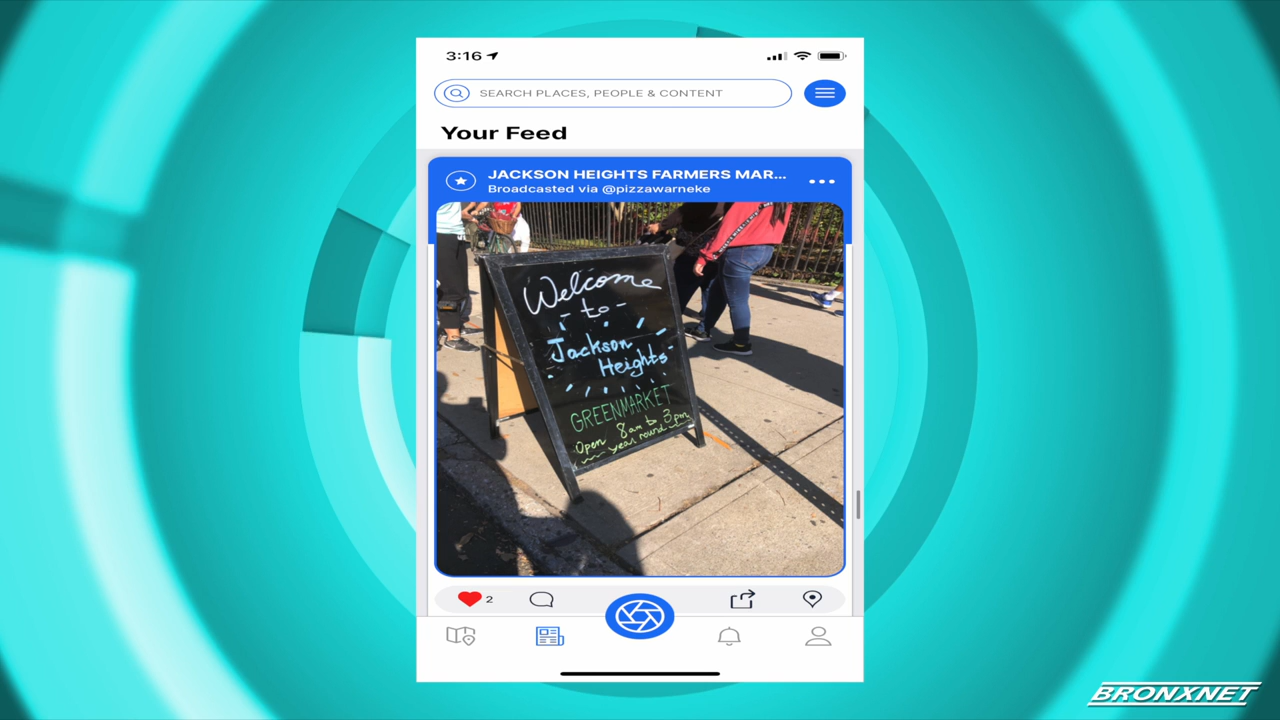 3:16
SEARCH PLACES, PEOPLE & CONTENT
Your Feed
JACKSON HEIGHTS FARMERS MAR...
Broadcasted via @pizzawarneke
Welcome
- to -
Jackson
Heights
GREENMARKET
Open 8am to 3pm
year round
2
BRONXNET